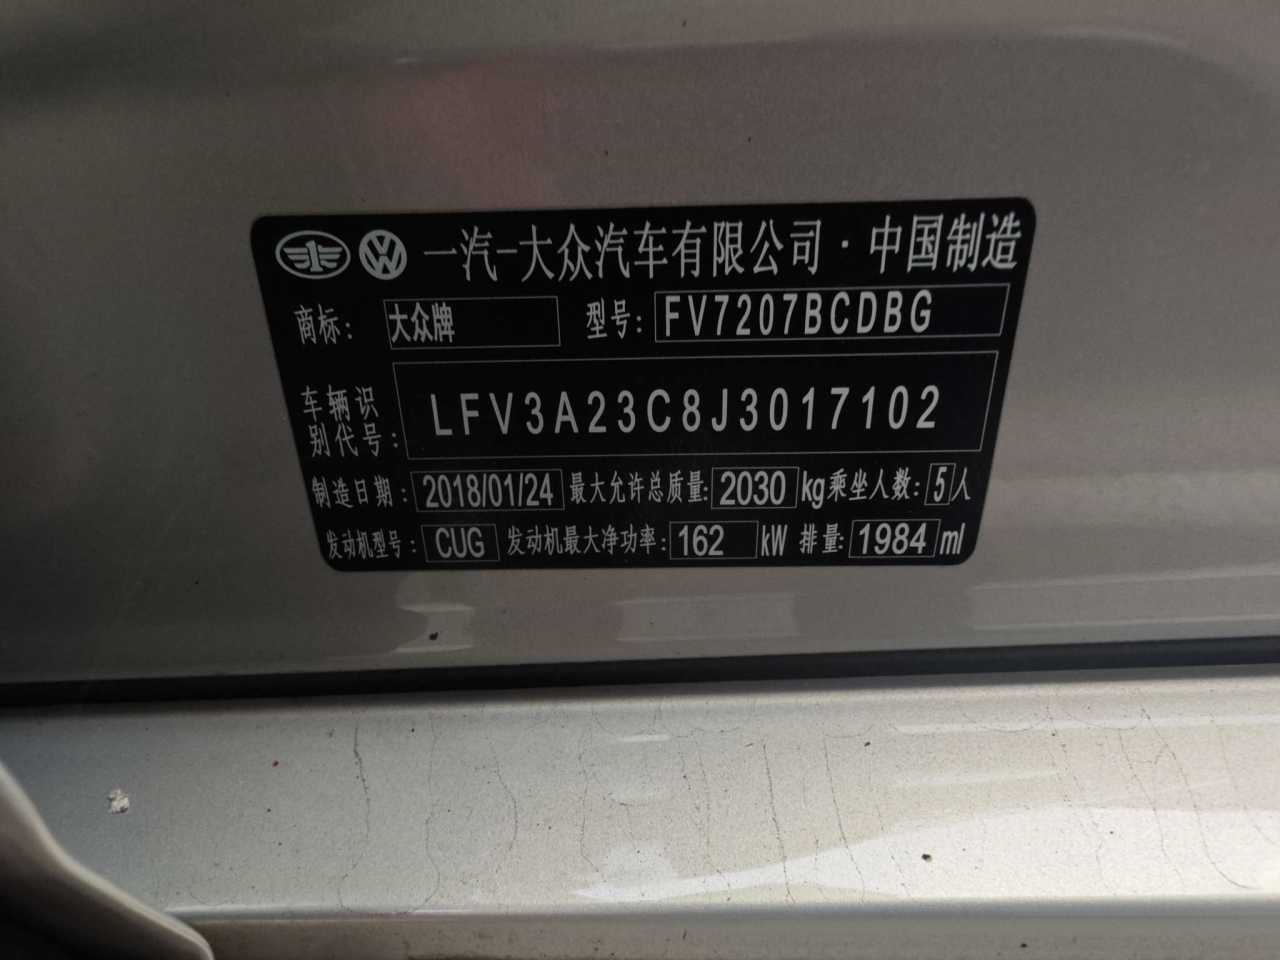 一汽-大众汽车有限公司·中国制造
商标: 大众牌 型号: FV7207BCDBG
车辆识别代号: LFV3A23C8J3017102
制造日期: 2018/01/24 最大允许总质量: 2030 kg 乘坐人数: 5 人
发动机型号: CUG 发动机最大净功率: 162 kW 排量: 1984 ml